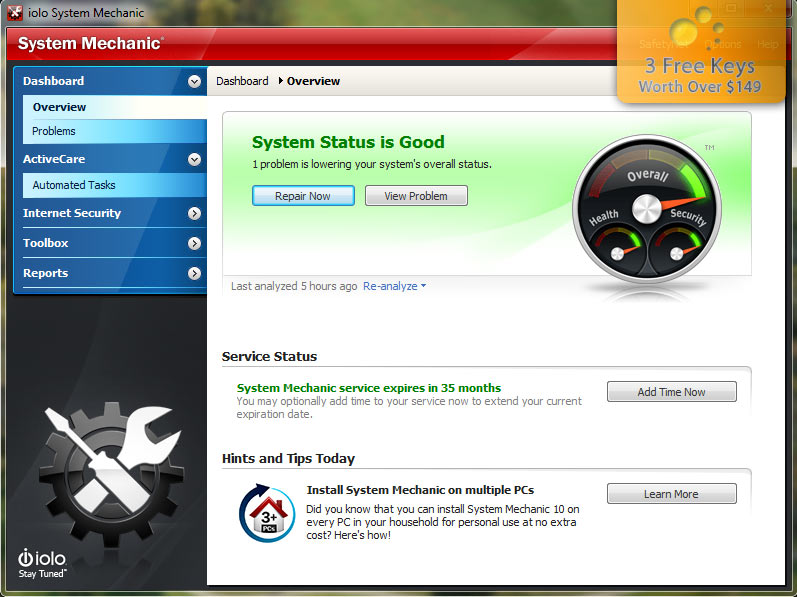 iolo System Mechanic
System Mechanic®
SafetyNet Options Help
3 Free Keys
Worth Over $149
Dashboard
Overview
Problems
ActiveCare
Automated Tasks
Internet Security
Toolbox
Reports
Dashboard Overview
System Status is Good
1 problem is lowering your system's overall status.
Repair Now View Problem
TM
Overall
Health Security
Last analyzed 5 hours ago Re-analyze
Service Status
System Mechanic service expires in 35 months
You may optionally add time to your service now to extend your current
expiration date.
Add Time Now
Hints and Tips Today
Install System Mechanic on multiple PCs
Did you know that you can install System Mechanic 10 on
every PC in your household for personal use at no extra
cost? Here's how!
Learn More
3+
PCs
iolo
Stay Tuned™